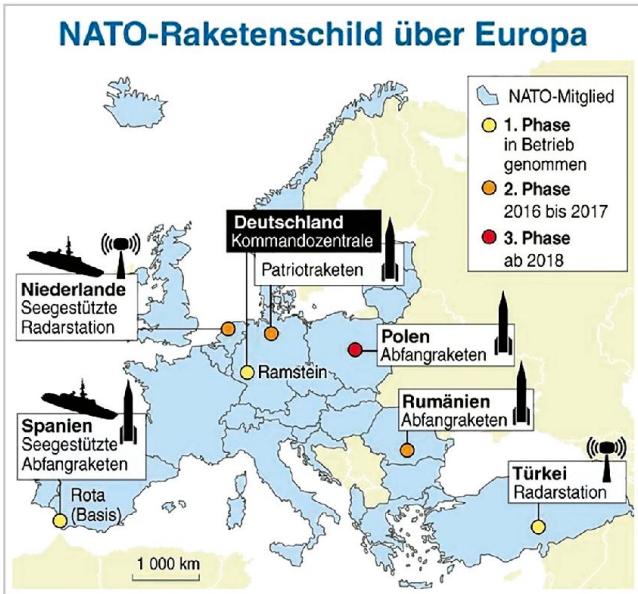 NATO-Raketenschild über Europa
NATO-Mitglied
1. Phase
in Betrieb
genommen
2. Phase
2016 bis 2017
3. Phase
ab 2018
Deutschland
Kommandozentrale
Patriotraketen
Niederlande
Seegestützte
Radarstation
Polen
Abfangraketen
Ramstein
Rumänien
Abfangraketen
Spanien
Seegestützte
Abfangraketen
Türkei
Radarstation
Rota
(Basis)
1 000 km